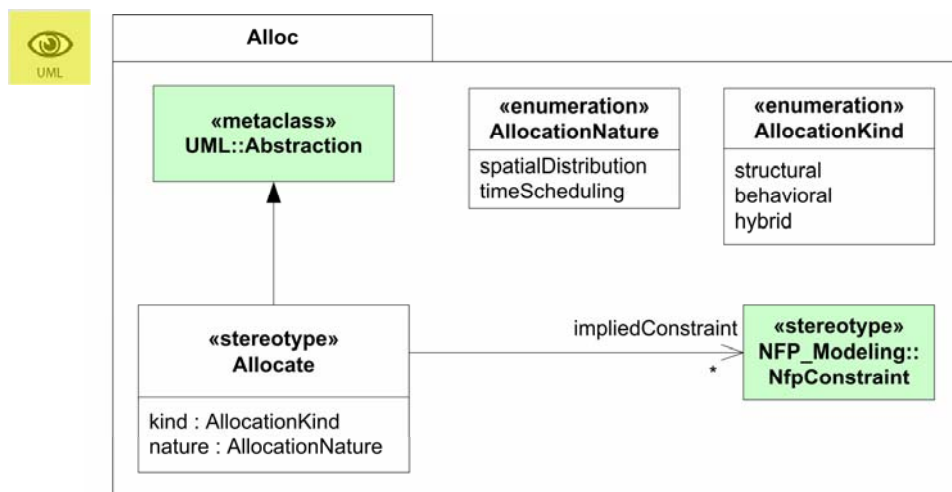 UML
Alloc
«metaclass»
UML::Abstraction
«enumeration»
AllocationNature
spatialDistribution
timeScheduling
«enumeration»
AllocationKind
structural
behavioral
hybrid
«stereotype»
Allocate
kind : AllocationKind
nature : AllocationNature
impliedConstraint
*
«stereotype»
NFP_Modeling::
NfpConstraint